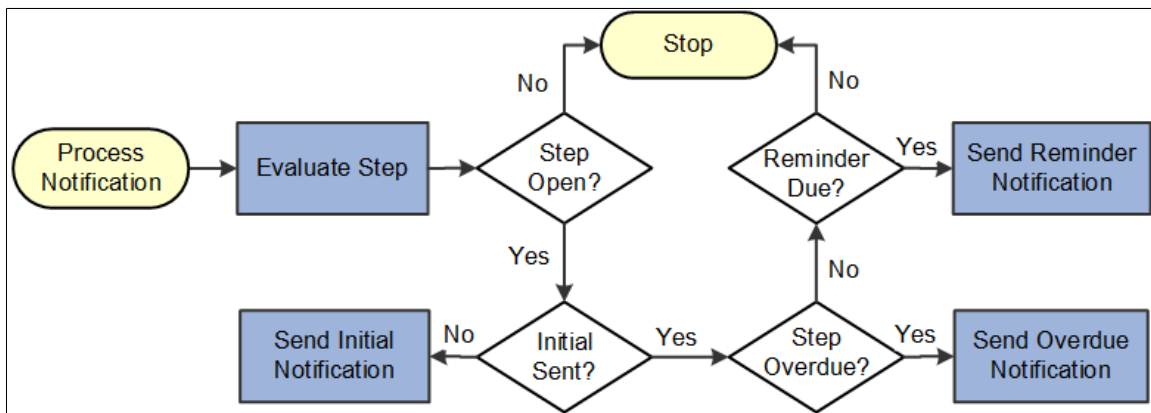 Stop
No
No
Process
Notification
Evaluate Step
Step
Open?
Reminder
Due?
Yes
Send Reminder
Notification
Yes
No
Send Initial
Notification
No
Initial
Sent?
Yes
Step
Overdue?
Yes
Send Overdue
Notification